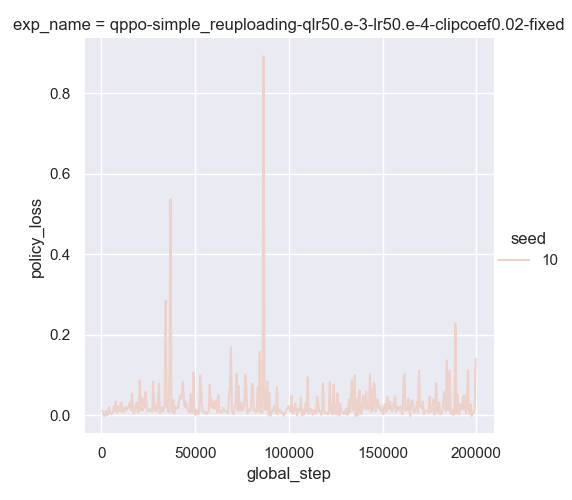 exp_name = qppo-simple_reuploading-qlr50.e-3-lr50.e-4-clipcoef0.02-fixed
0.8
0.6
0.4
0.2
0.0
policy_loss
0
50000
100000
150000
200000
global_step
seed
10